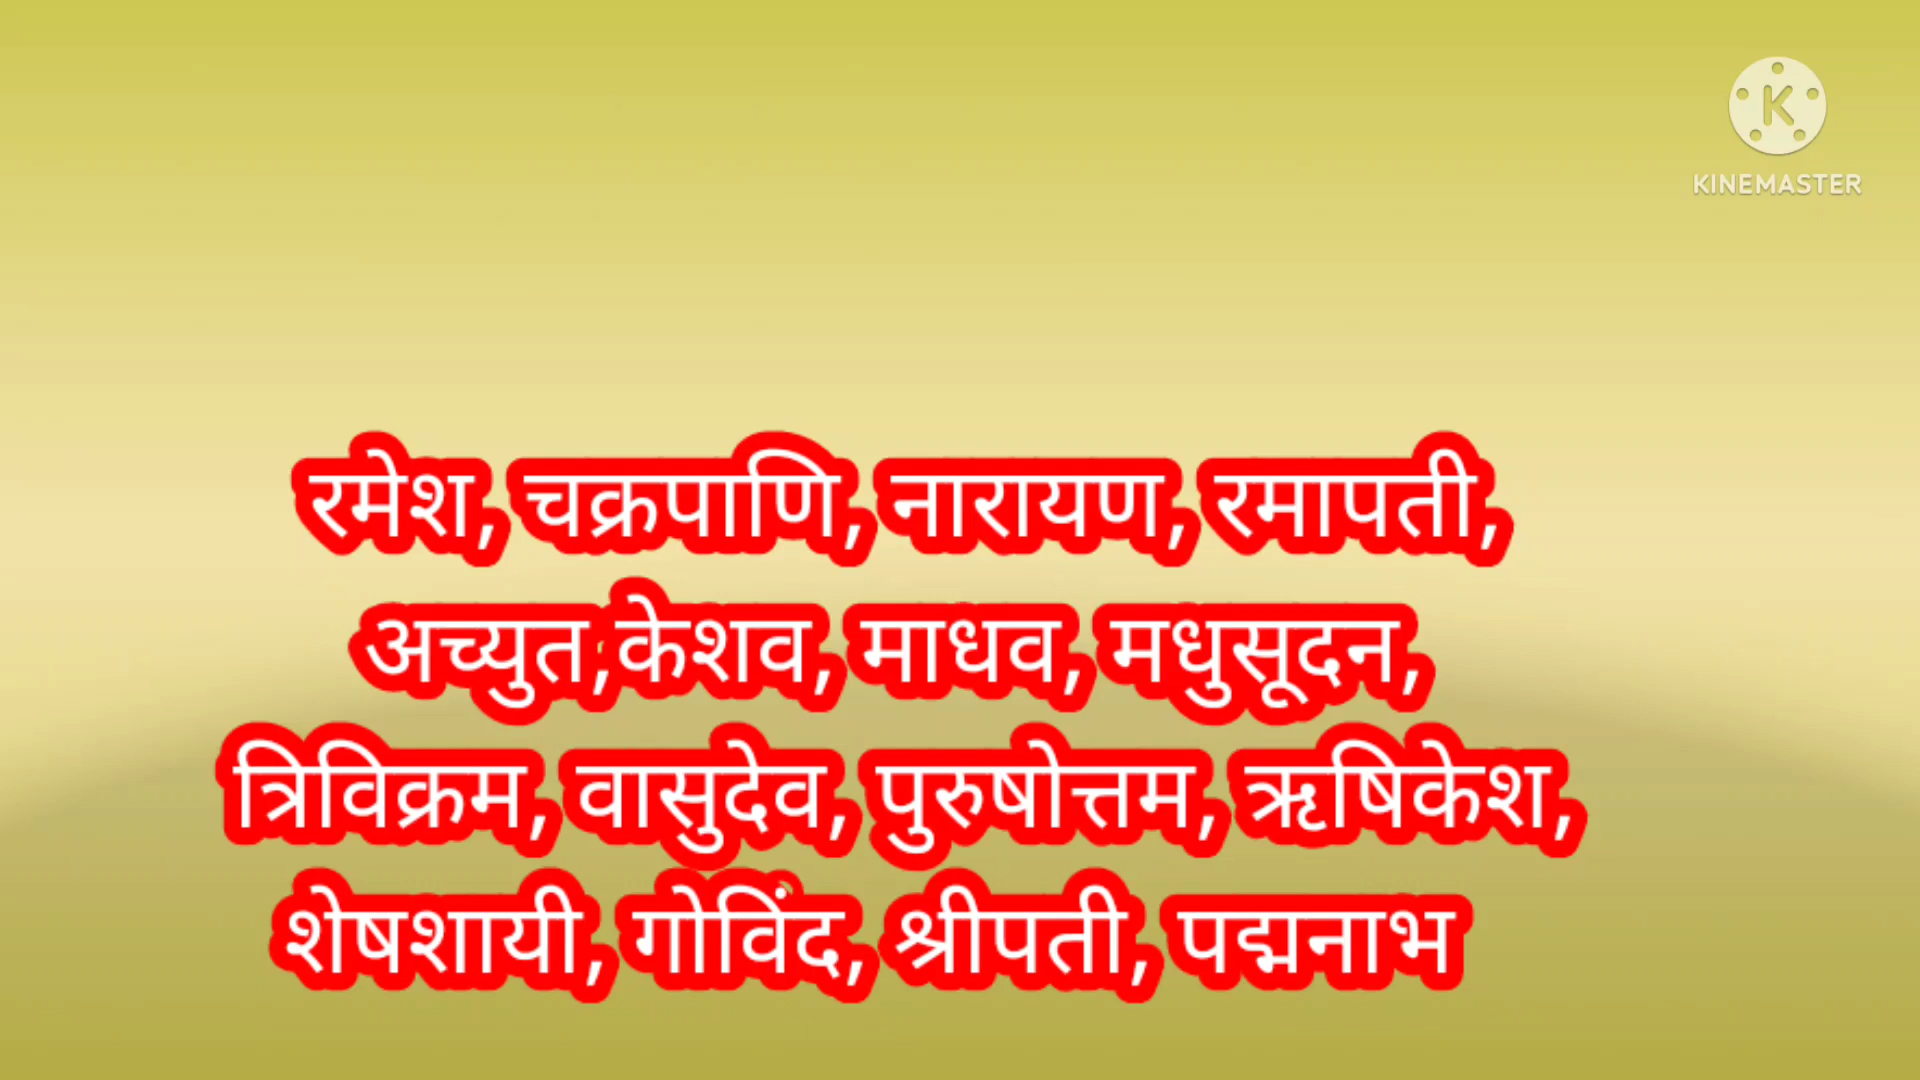 KINEMASTER
रमेश, चक्रपाणि, नारायण, रमापती,
अच्युत,केशव, माधव, मधुसूदन,
त्रिविक्रम, वासुदेव, पुरुषोत्तम, ऋषिकेश,
शेषशायी, गोविंद, श्रीपती, पद्मनाभ